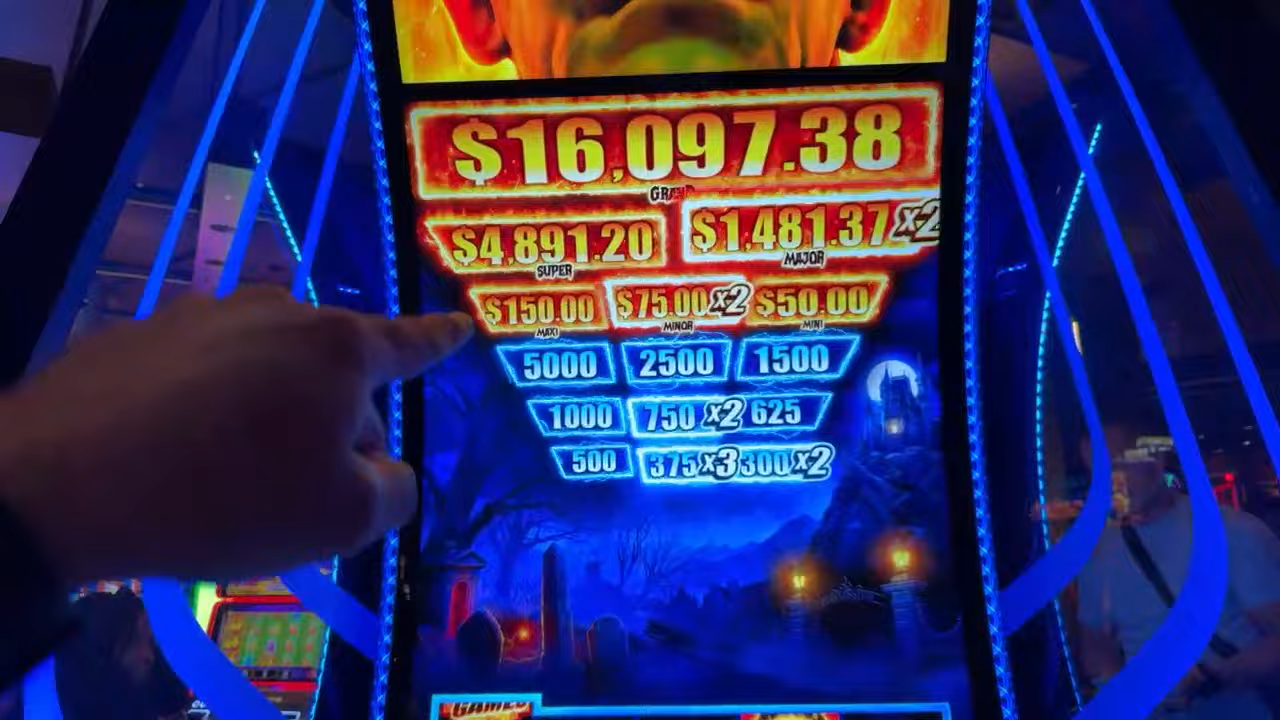 $16,097.38
GRAND
$4,891.20 $1,481.37 x2
SUPER MAJOR
$150.00 $75.00 x2 $50.00
MAXI MINOR MINI
5000 2500 1500
1000 750 x2 625
500 375 x3 300 x2
GAMES